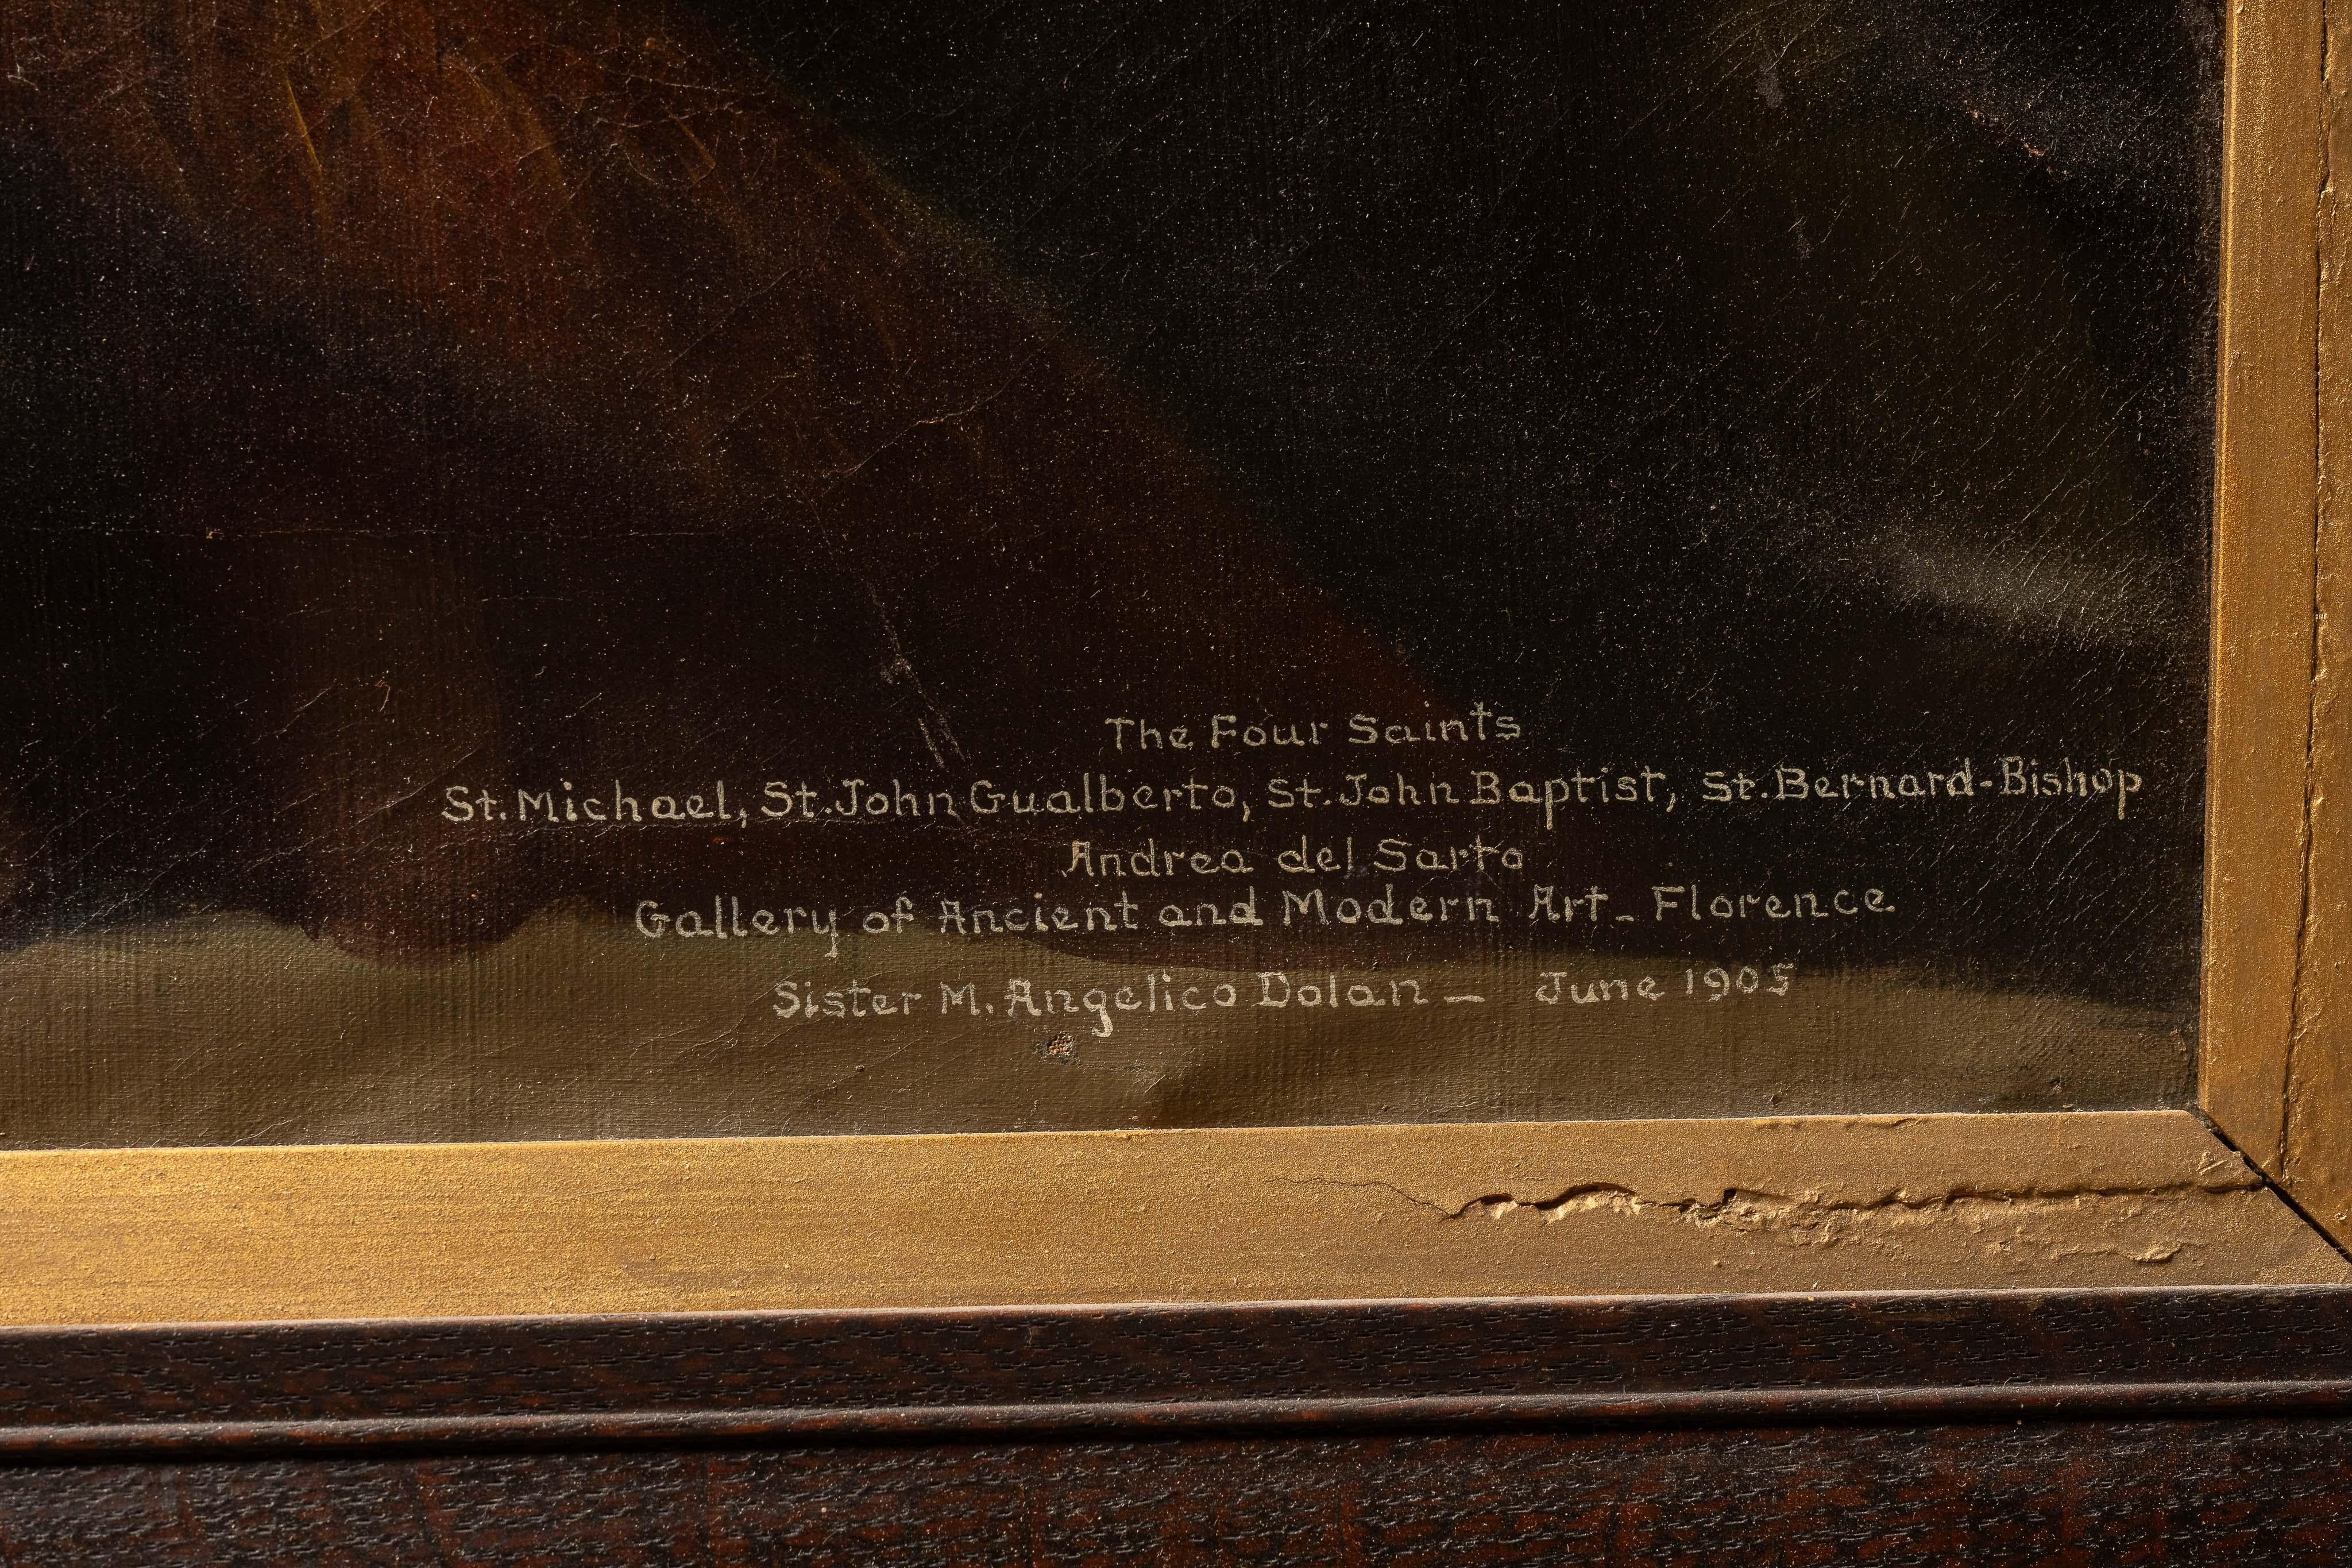 The Four Saints
St. Michael, St. John Gualberto, St. John Baptist, St. Bernard-Bishop
Andrea del Sarto
Gallery of Ancient and Modern Art - Florence
Sister M. Angelico Dolan - June 1905